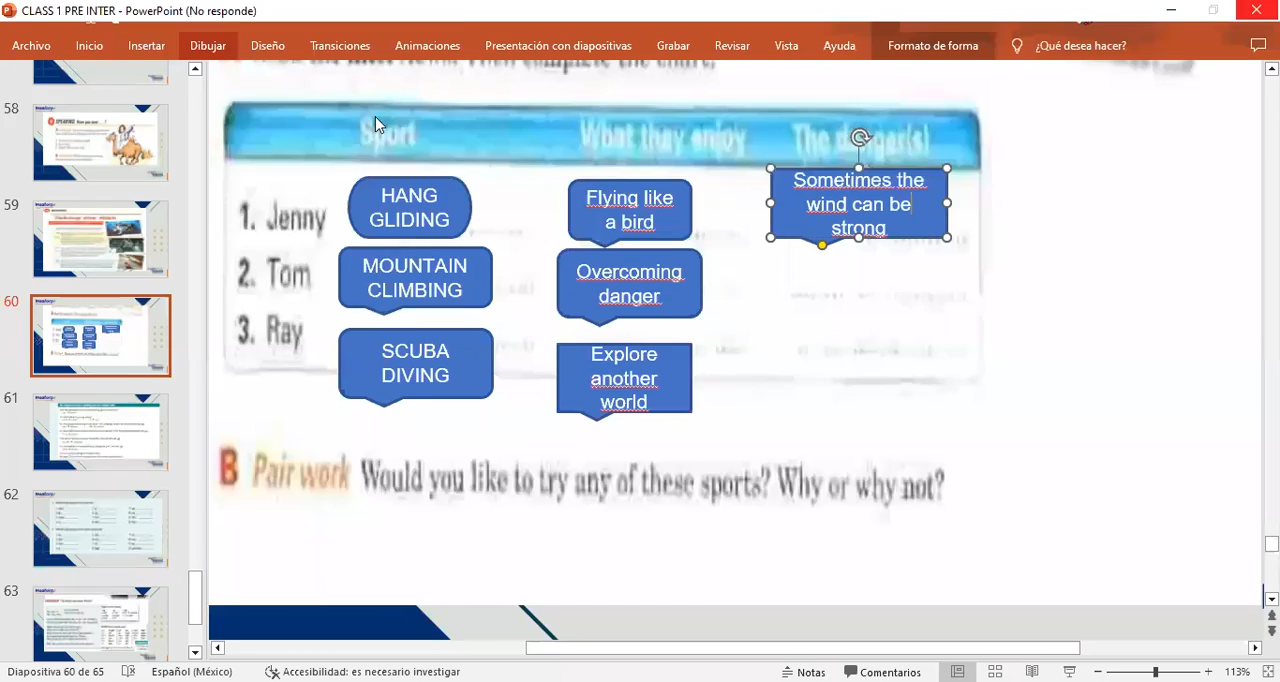 CLASS 1 PRE INTER - PowerPoint (No responde)
Archivo Inicio Insertar Dibujar Diseño Transiciones Animaciones Presentación con diapositivas Grabar Revisar Vista Ayuda Formato de forma ¿Qué desea hacer?
Sport What they enjoy The danger(s)
1. Jenny
HANG
GLIDING
Flying like
a bird
Sometimes the
wind can be
strong
2. Tom
MOUNTAIN
CLIMBING
Overcoming
danger
3. Ray
SCUBA
DIVING
Explore
another
world
B Pair work Would you like to try any of these sports? Why or why not?
58
59
60
61
62
63
Diapositiva 60 de 65 Español (México) Accesibilidad: es necesario investigar Notas Comentarios 113%